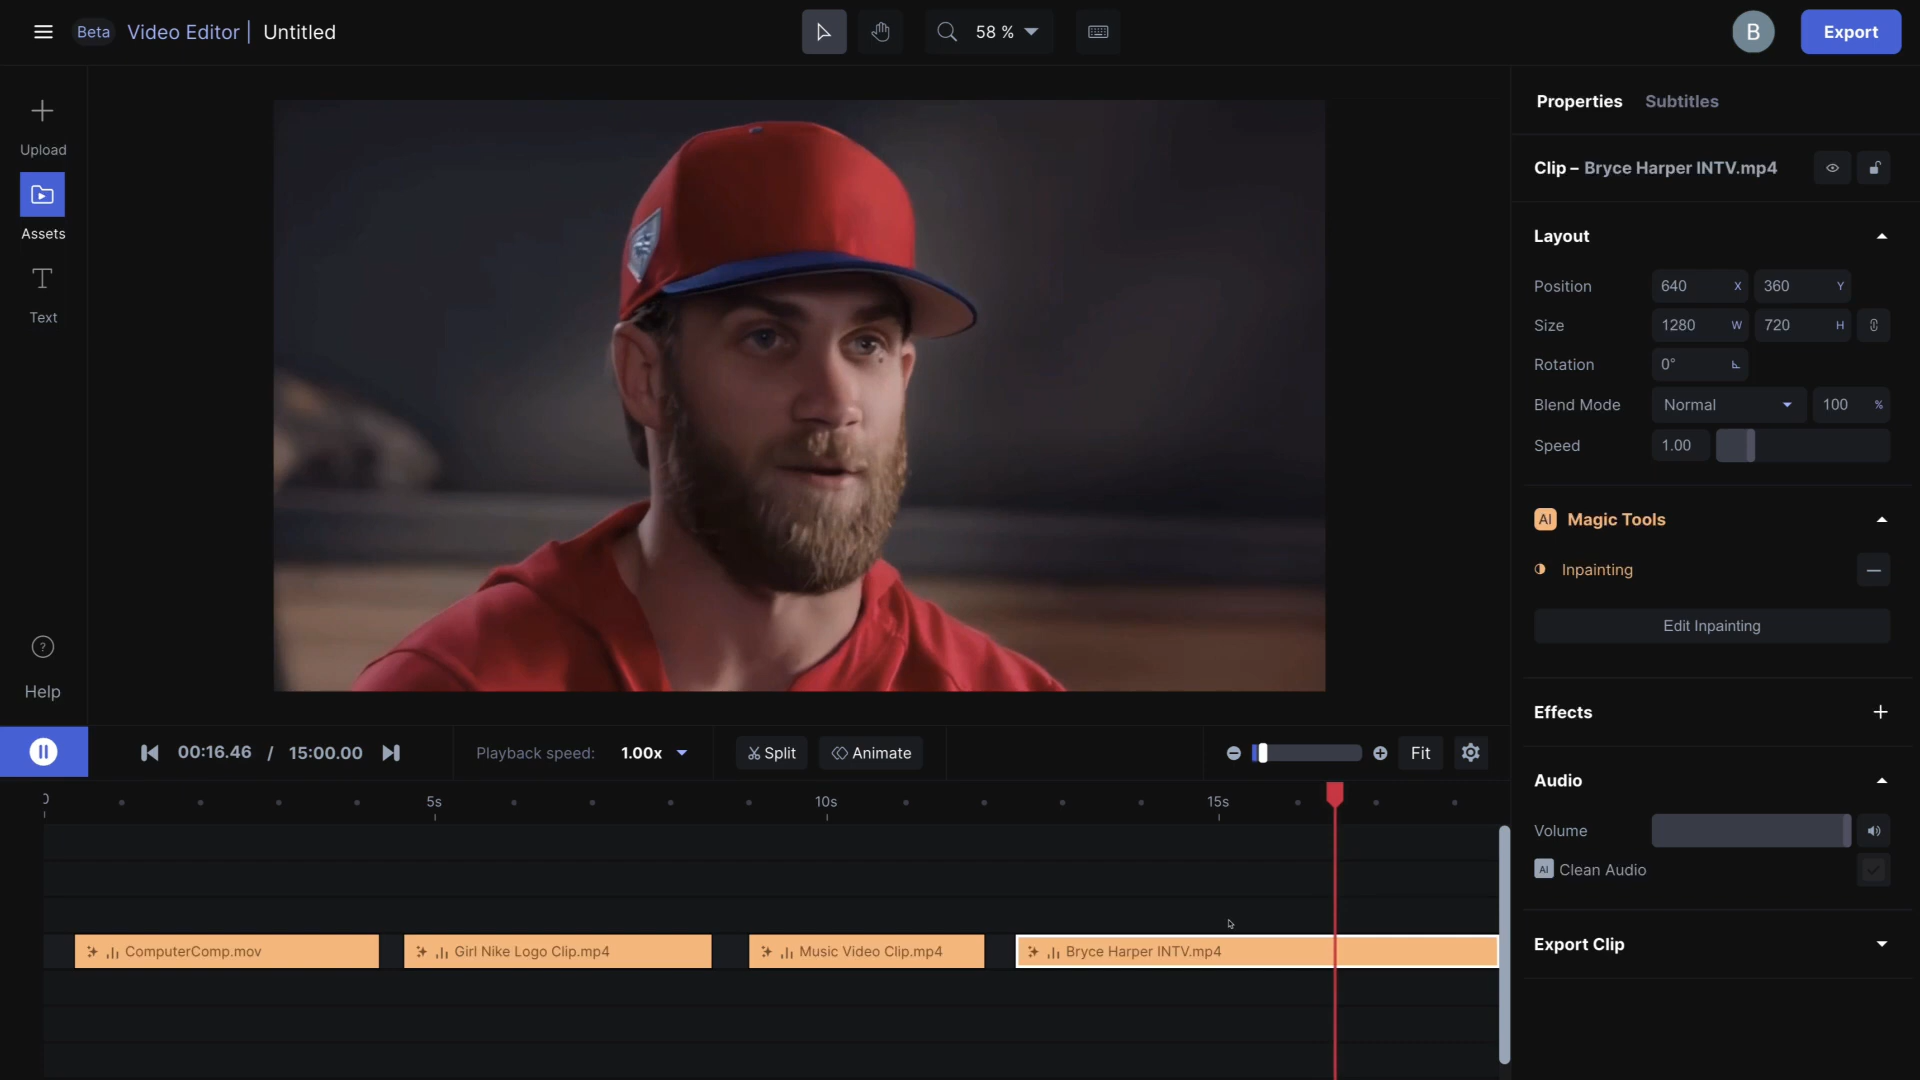 Beta Video Editor | Untitled
58 %
B
Export
Upload
Assets
Text
Help
Properties Subtitles
Clip – Bryce Harper INTV.mp4
Layout
Position 640 X 360 Y
Size 1280 W 720 H
Rotation 0°
Blend Mode Normal 100 %
Speed 1.00
AI Magic Tools
Inpainting
Edit Inpainting
Effects
Audio
Volume
AI Clean Audio
Export Clip
00:16.46 / 15:00.00
Playback speed: 1.00x
Split
Animate
Fit
0 5s 10s 15s
ComputerComp.mov
Girl Nike Logo Clip.mp4
Music Video Clip.mp4
Bryce Harper INTV.mp4